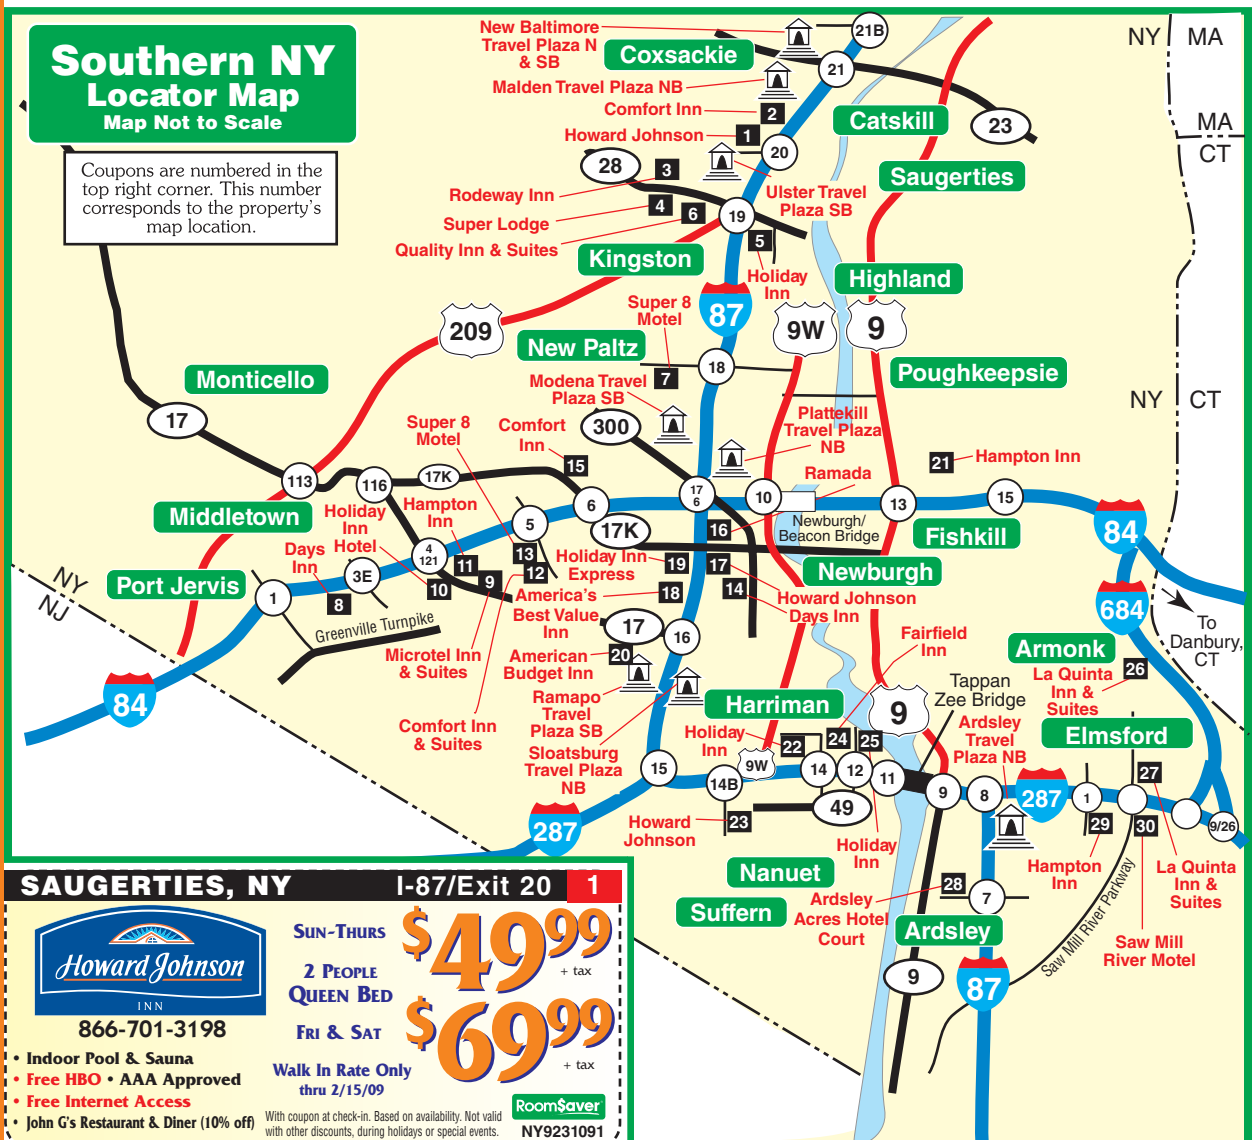 Southern NY
Locator Map
Map Not to Scale
Coupons are numbered in the
top right corner. This number
corresponds to the property's
map location.
New Baltimore
Travel Plaza N
& SB
Coxsackie
21B
21
NY
MA
MA
CT
Malden Travel Plaza NB
Comfort Inn
2
Howard Johnson
1
20
Catskill
23
28
3
Rodeway Inn
Saugerties
Ulster Travel
Plaza SB
4
Super Lodge
6
19
Quality Inn & Suites
5
Kingston
Holiday
Inn
Highland
87
209
Super 8
Motel
9W
9
New Paltz
18
7
Poughkeepsie
Monticello
Modena Travel
Plaza SB
NY
CT
17
300
Plattekill
Travel Plaza
NB
Super 8
Motel
Comfort
Inn
15
Ramada
21
Hampton Inn
113
116
17K
6
17
6
10
13
15
Middletown
Holiday
Inn
Hotel
Hampton
Inn
5
17K
16
Newburgh/
Beacon Bridge
Fishkill
84
Days
Inn
4
121
11
13
12
Holiday Inn
Express
19
17
Newburgh
NY
NJ
Port Jervis
1
3E
8
10
9
America's
Best Value
Inn
18
14
Howard Johnson
Days Inn
684
To
Danbury,
CT
Greenville Turnpike
17
16
Fairfield
Inn
Armonk
Microtel Inn
& Suites
American
Budget Inn
20
La Quinta
Inn &
Suites
26
84
Ramapo
Travel
Plaza SB
Harriman
9
Tappan
Zee Bridge
Comfort Inn
& Suites
Sloatsburg
Travel Plaza
NB
Holiday
Inn
22
24
25
Ardsley
Travel
Plaza NB
Elmsford
15
14B
9W
14
12
11
9
8
287
1
27
9/26
287
Howard
Johnson
23
49
Holiday
Inn
29
30
Hampton
Inn
La Quinta
Inn &
Suites
Nanuet
Suffern
Ardsley
Acres Hotel
Court
28
7
Ardsley
Saw Mill River Parkway
Saw Mill
River Motel
9
87
SAUGERTIES, NY
I-87/Exit 20
1
Howard Johnson
INN
866-701-3198
• Indoor Pool & Sauna
• Free HBO • AAA Approved
• Free Internet Access
• John G's Restaurant & Diner (10% off)
Sun-Thurs
$49.99
+ tax
2 People
Queen Bed
Fri & Sat
$69.99
+ tax
Walk In Rate Only
thru 2/15/09
With coupon at check-in. Based on availability. Not valid
with other discounts, during holidays or special events.
RoomSaver
NY9231091